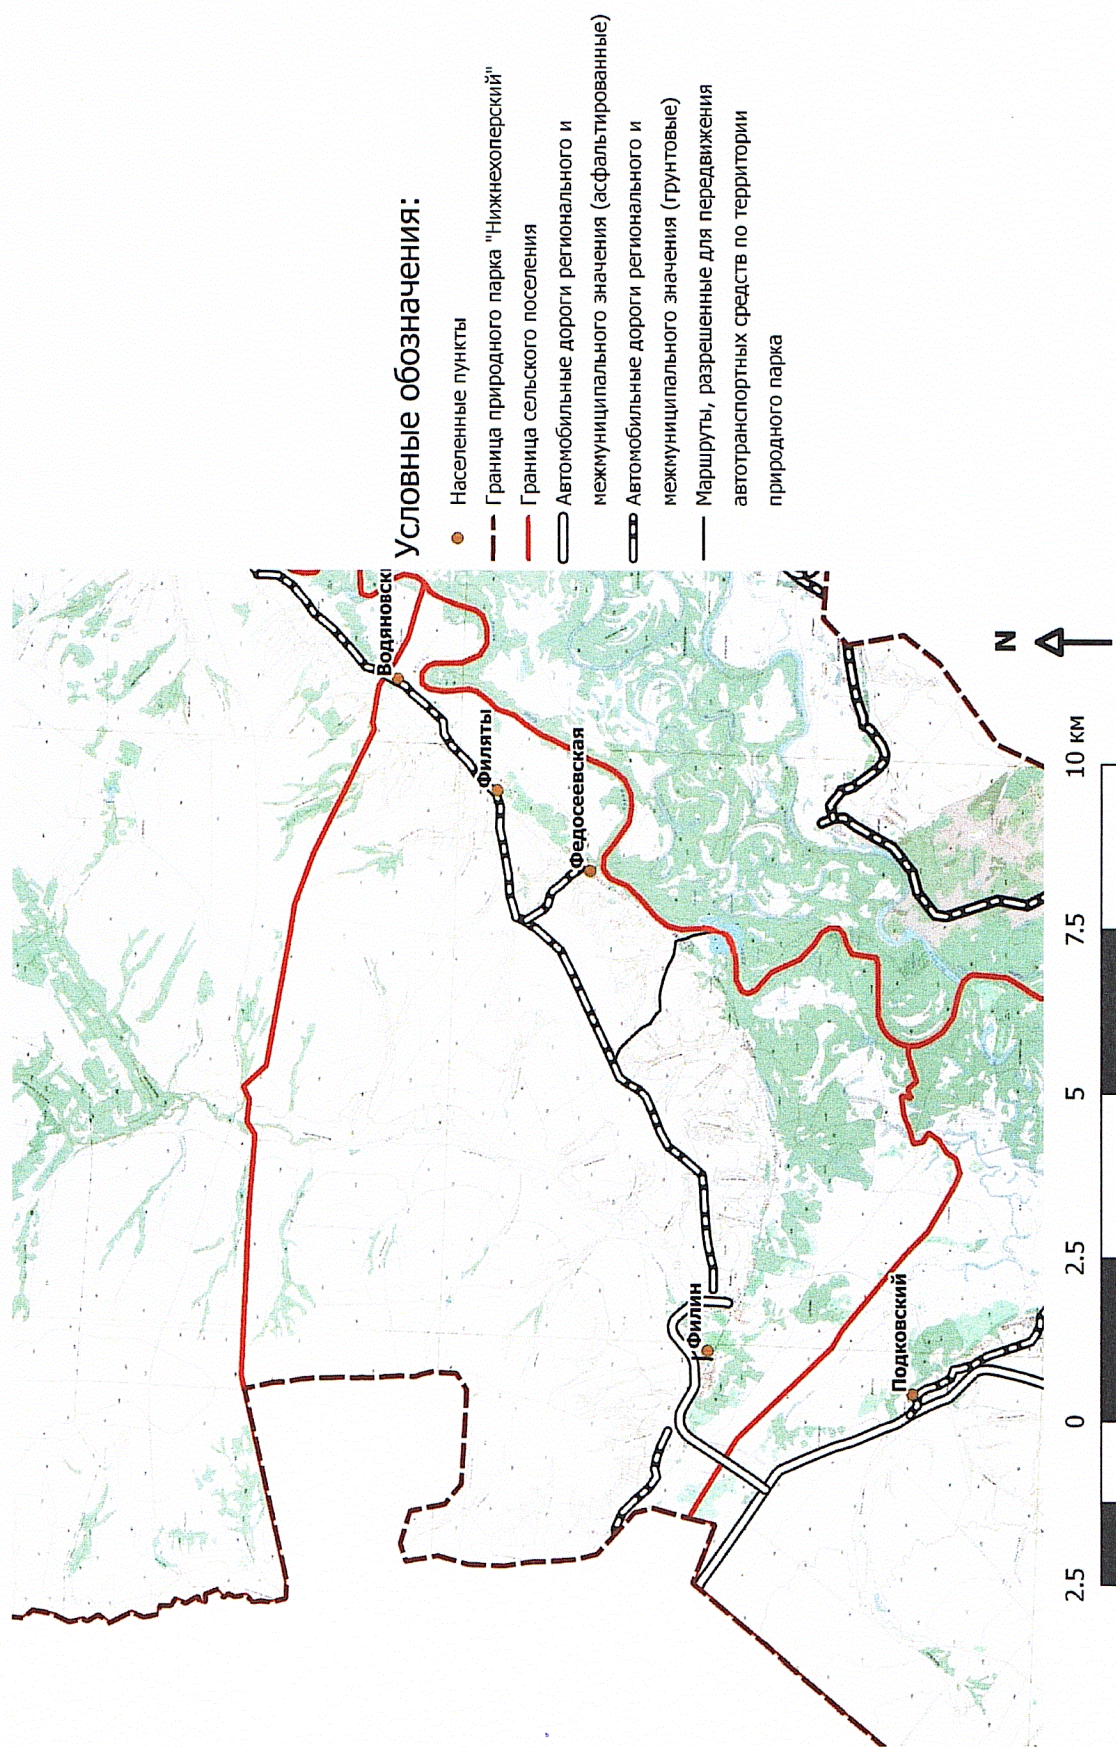 Водяновски
Филяты
Федосеевская
Филин
Подковский
Условные обозначения:
Населенные пункты
Граница природного парка "Нижнехоперский"
Граница сельского поселения
Автомобильные дороги регионального и
межмуниципального значения (асфальтированные)
Автомобильные дороги регионального и
межмуниципального значения (грунтовые)
Маршруты, разрешенные для передвижения
автотранспортных средств по территории
природного парка
N
2.5 0 2.5 5 7.5 10 км